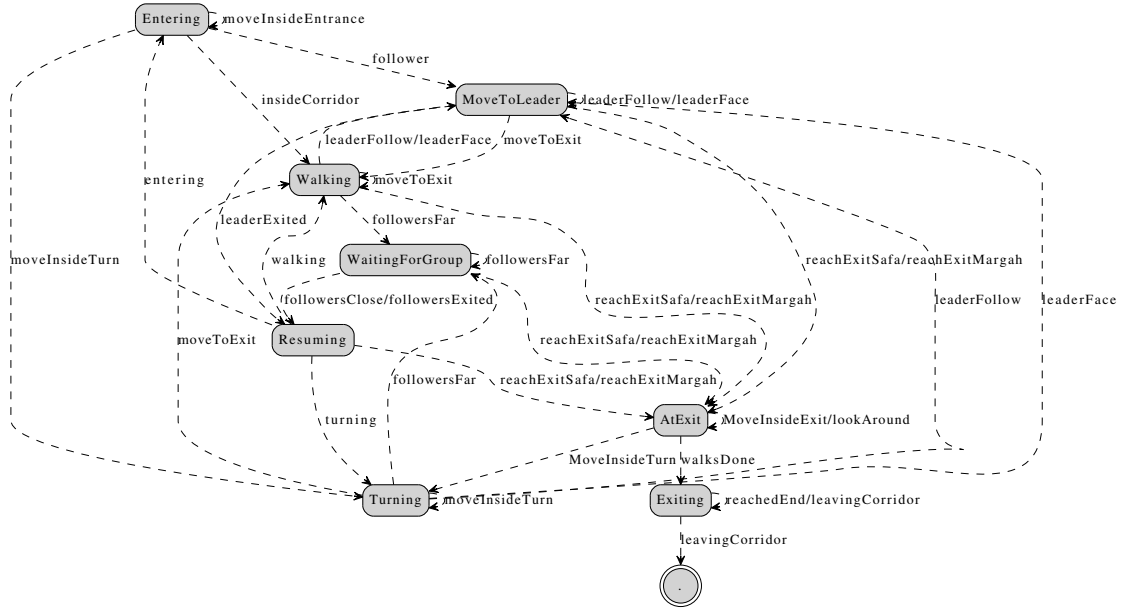 Entering
moveInsideEntrance
follower
MoveToLeader
leaderFollow/leaderFace
insideCorridor
leaderFollow/leaderFace
moveToExit
Walking
moveToExit
entering
leaderExited
followersFar
walking
WaitingForGroup
followersFar
moveInsideTurn
reachExitSafa/reachExitMargah
followersClose/followersExited
reachExitSafa/reachExitMargah
leaderFollow
leaderFace
Resuming
moveToExit
reachExitSafa/reachExitMargah
followersFar
reachExitSafa/reachExitMargah
turning
AtExit
MoveInsideExit/lookAround
MoveInsideTurn
walksDone
Turning
moveInsideTurn
Exiting
reachedEnd/leavingCorridor
leavingCorridor
.